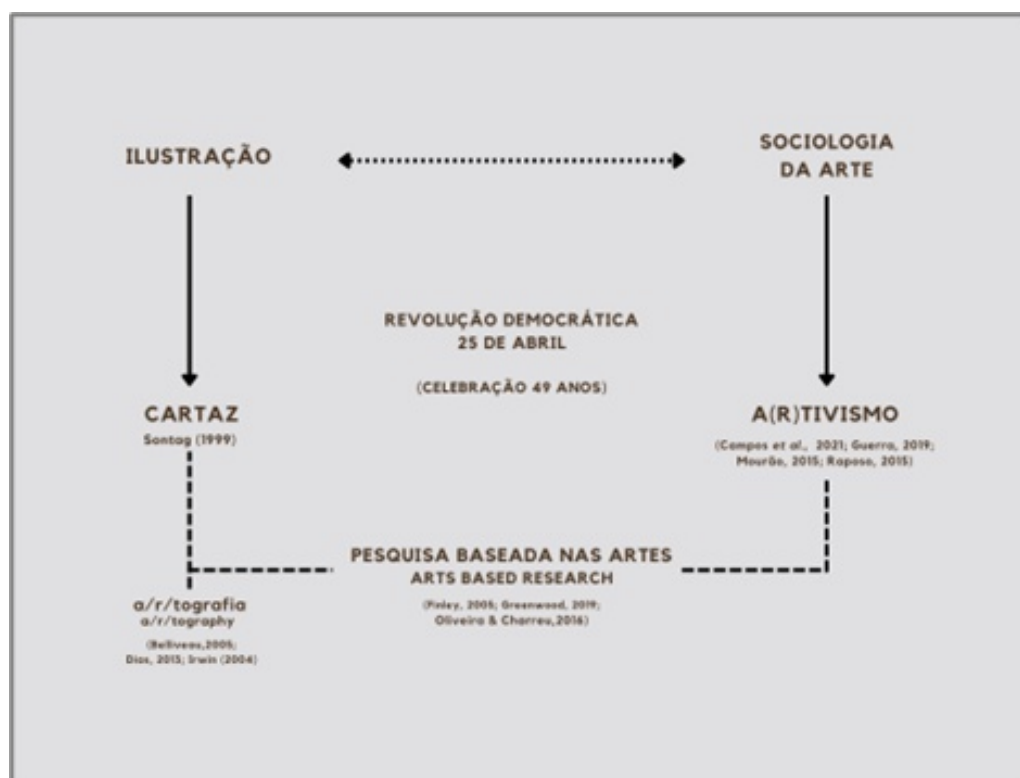 ILUSTRAÇÃO
SOCIOLOGIA
DA ARTE
REVOLUÇÃO DEMOCRÁTICA
25 DE ABRIL
(CELEBRAÇÃO 49 ANOS)
CARTAZ
Sontag (1999)
A(R)TIVISMO
(Campos et al., 2021; Guerra, 2019;
Mourão, 2015; Raposo, 2015)
PESQUISA BASEADA NAS ARTES
ARTS BASED RESEARCH
(Finley, 2005; Greenwood, 2019;
Oliveira & Charreu,2016)
a/r/tografia
a/r/tography
(Belliveau,2005;
Dias, 2013; Irwin (2004)